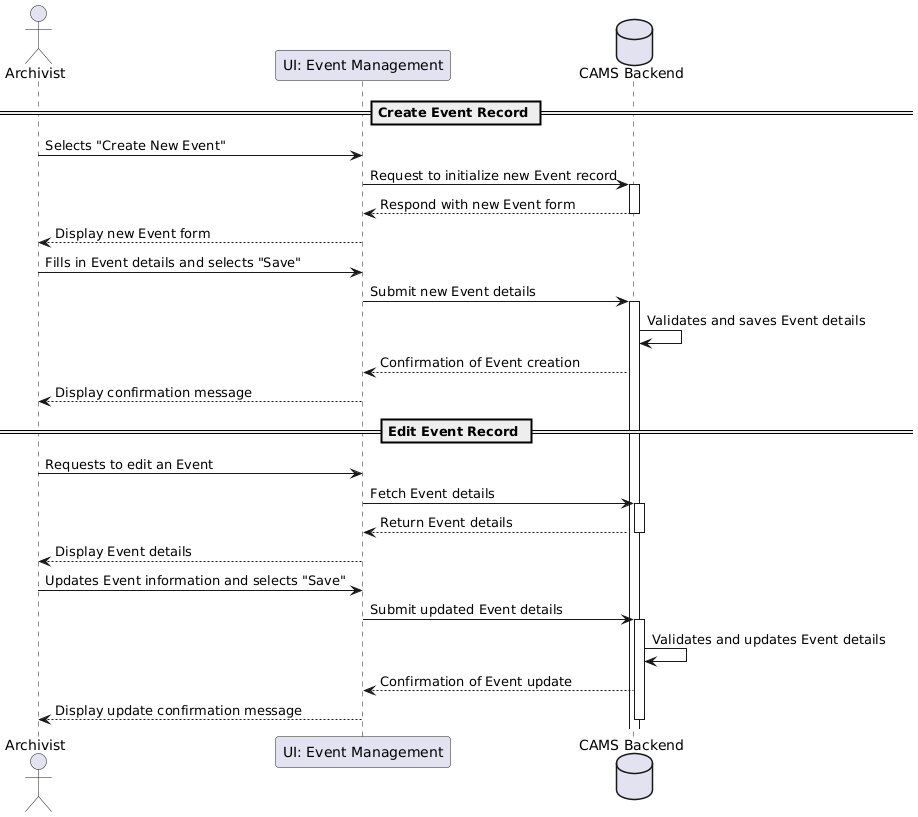 Archivist
UI: Event Management
CAMS Backend
Create Event Record
Selects "Create New Event"
Request to initialize new Event record
Respond with new Event form
Display new Event form
Fills in Event details and selects "Save"
Submit new Event details
Validates and saves Event details
Confirmation of Event creation
Display confirmation message
Edit Event Record
Requests to edit an Event
Fetch Event details
Return Event details
Display Event details
Updates Event information and selects "Save"
Submit updated Event details
Validates and updates Event details
Confirmation of Event update
Display update confirmation message
Archivist
UI: Event Management
CAMS Backend